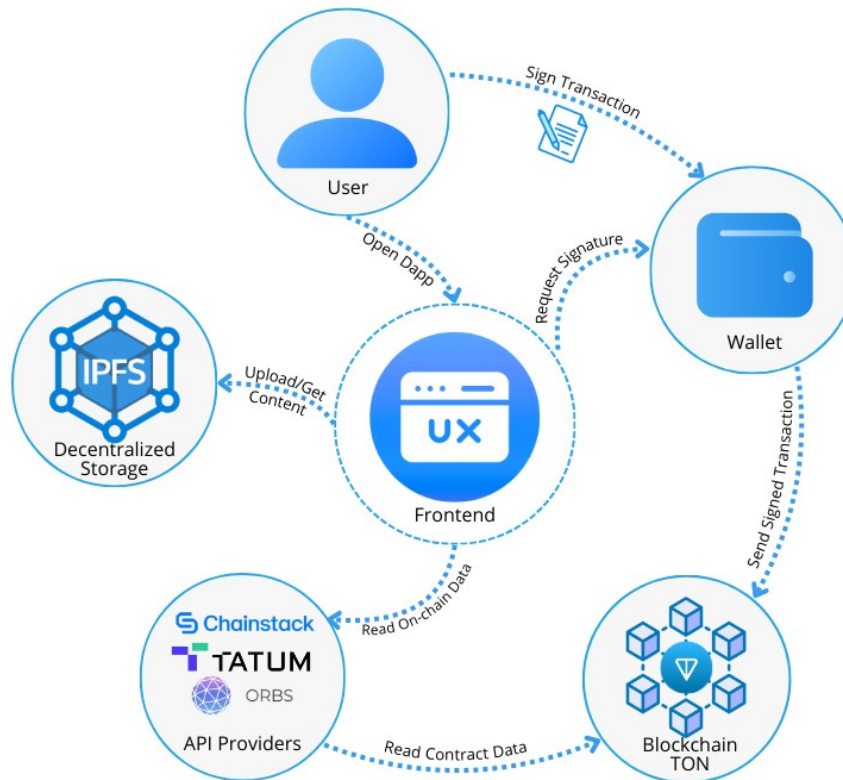 Sign Transaction
User
Open Dapp
Request Signature
Wallet
IPFS
Decentralized
Storage
Upload/Get
Content
UX
Frontend
Send Signed Transaction
Read On-chain Data
Chainstack
TATUM
ORBS
API Providers
Read Contract Data
Blockchain
TON